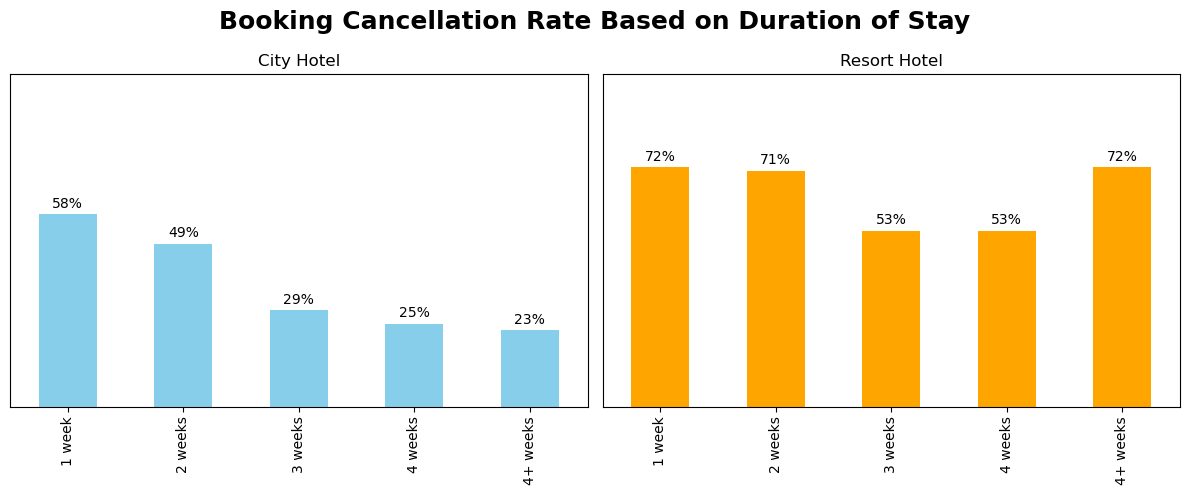 Booking Cancellation Rate Based on Duration of Stay
City Hotel
58%
49%
29%
25%
23%
1 week
2 weeks
3 weeks
4 weeks
4+ weeks
Resort Hotel
72%
71%
53%
53%
72%
1 week
2 weeks
3 weeks
4 weeks
4+ weeks